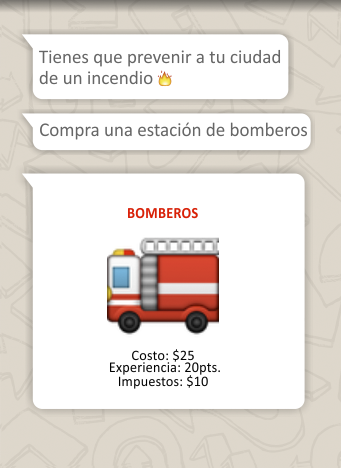 Tienes que prevenir a tu ciudad
de un incendio 🔥
Compra una estación de bomberos
BOMBEROS
Costo: $25
Experiencia: 20pts.
Impuestos: $10